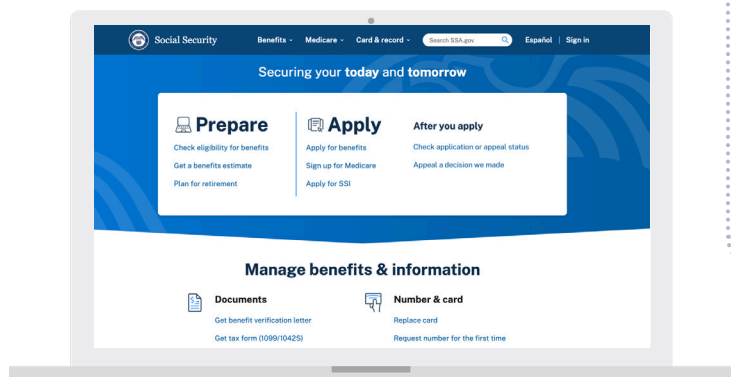 Social Security
Benefits
Medicare
Card & record
Search SSA.gov
Español | Sign in
Securing your today and tomorrow
Prepare
Check eligibility for benefits
Get a benefits estimate
Plan for retirement
Apply
Apply for benefits
Sign up for Medicare
Apply for SSI
After you apply
Check application or appeal status
Appeal a decision we made
Manage benefits & information
Documents
Get benefit verification letter
Get tax form (1099/1042S)
Number & card
Replace card
Request number for the first time